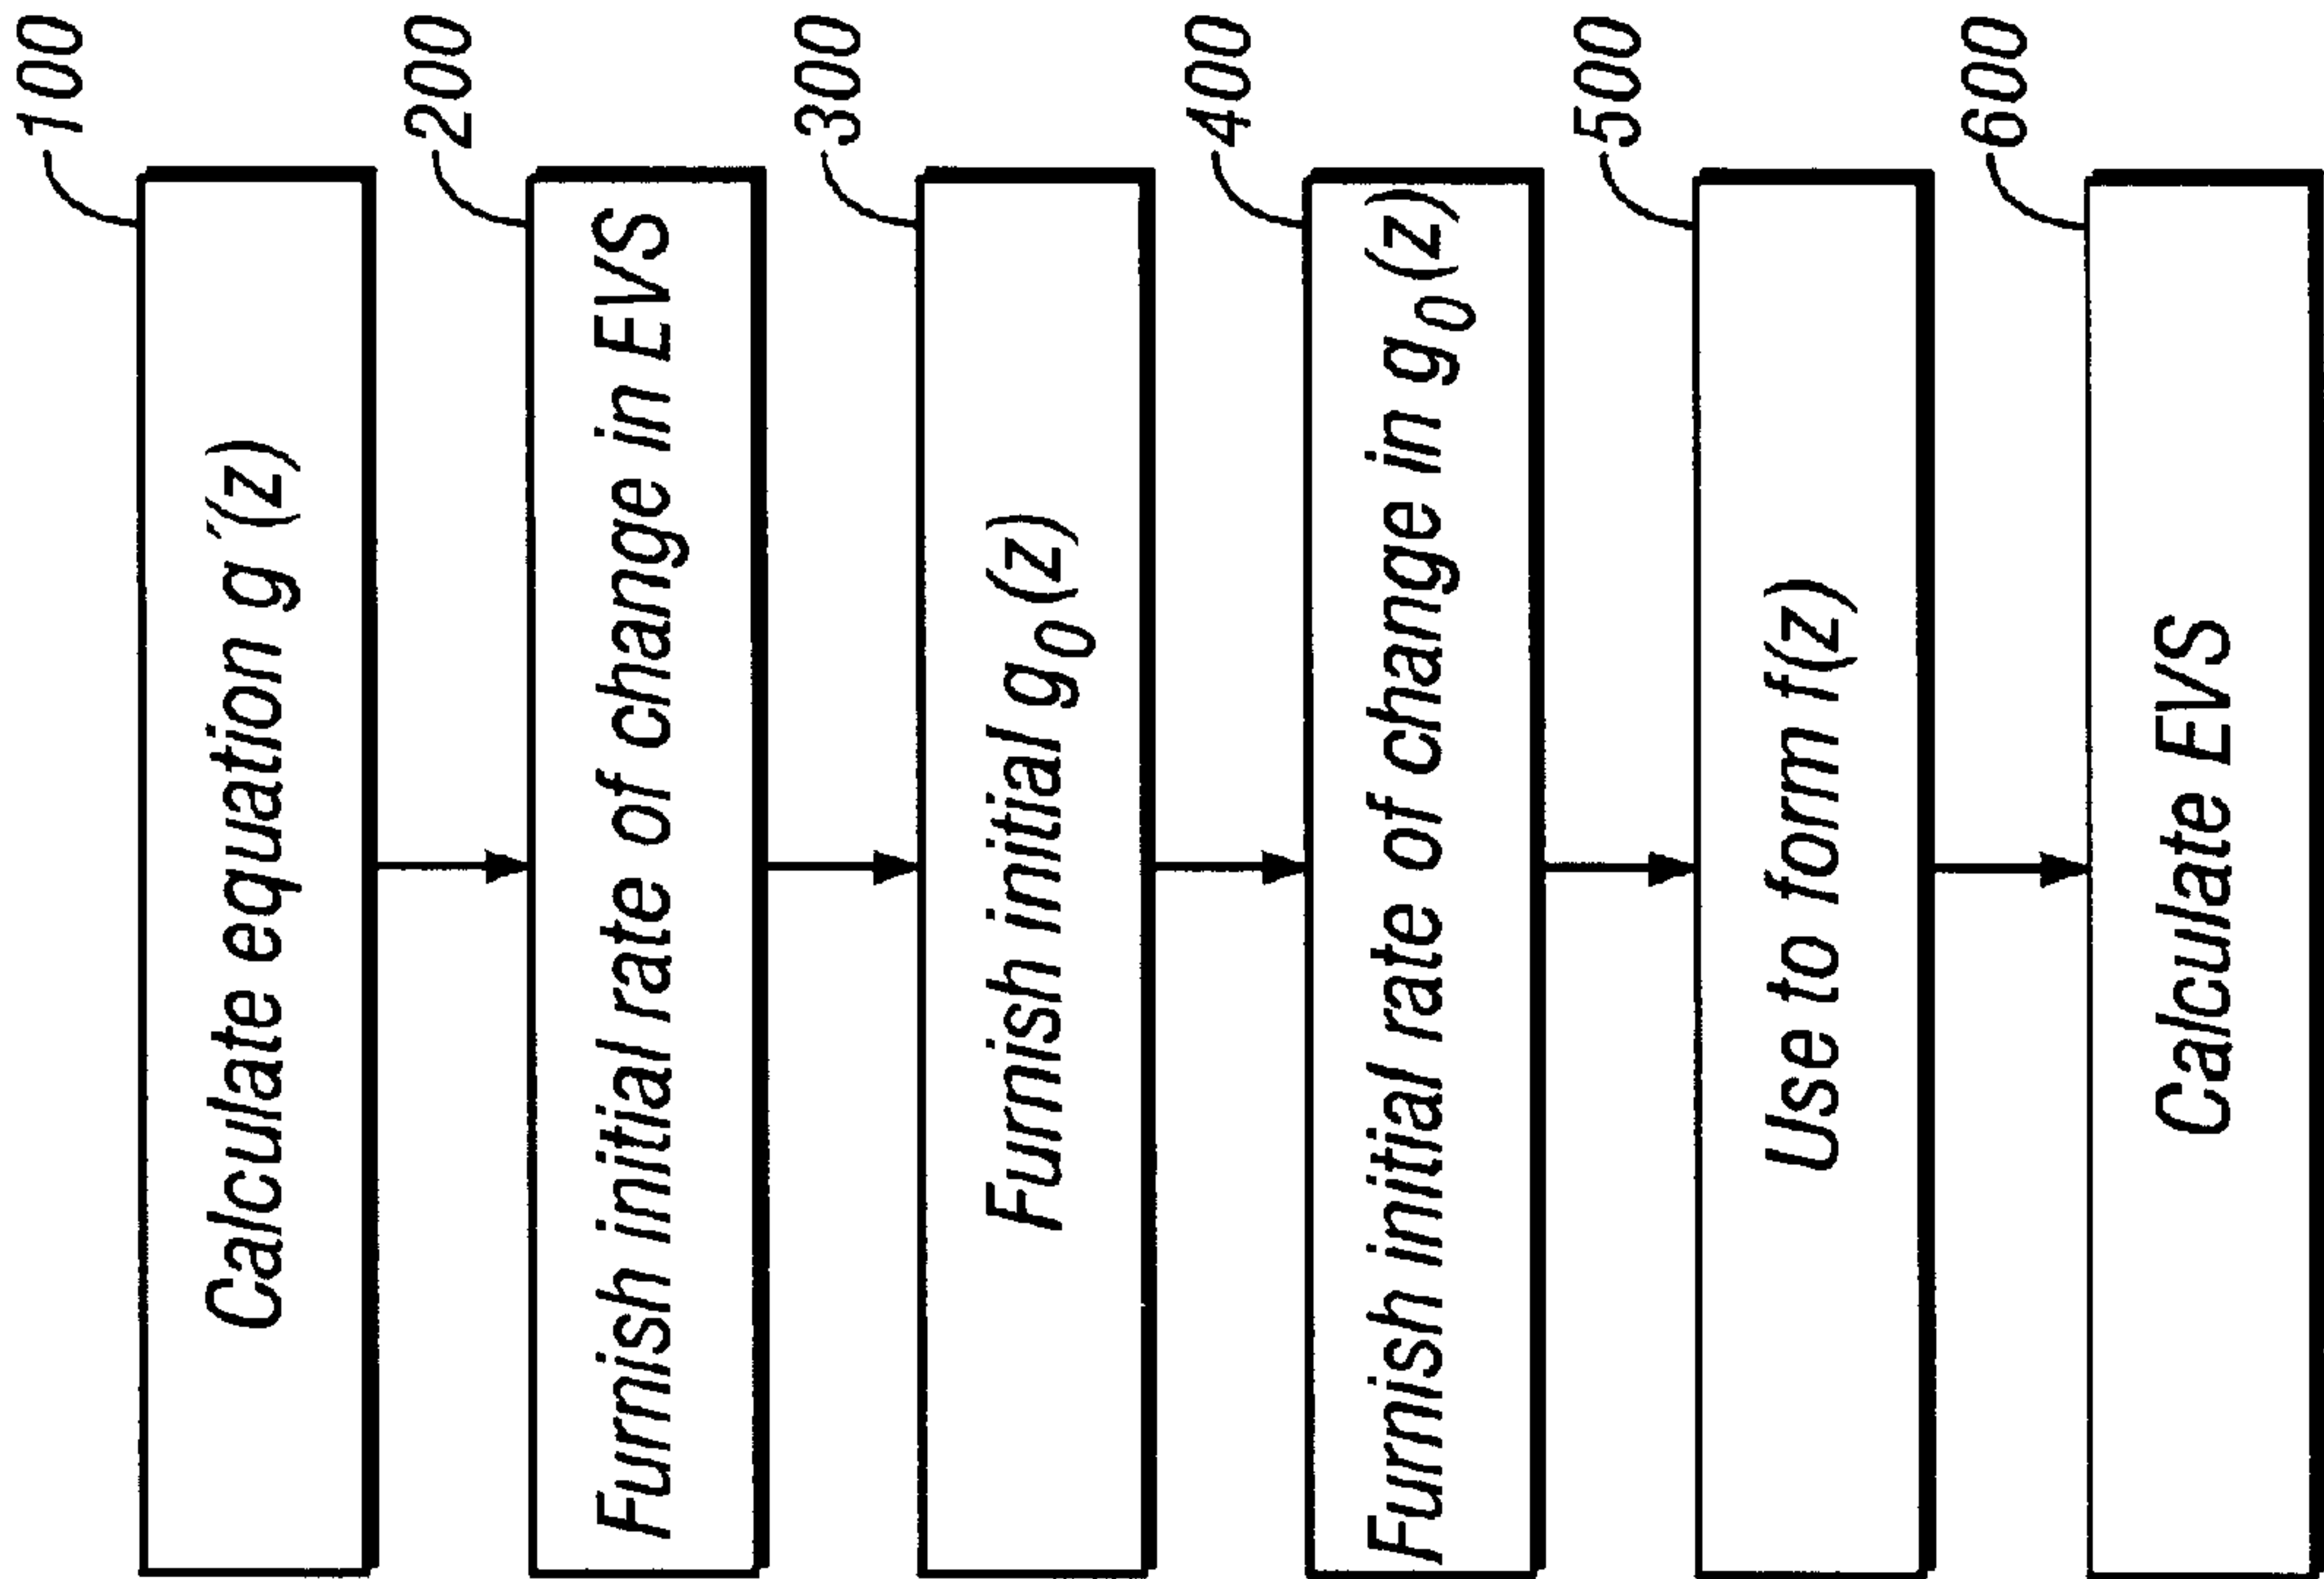 100
Calculate equation g´(z)
200
Furnish initial rate of change in EVS
300
Furnish initial g₀(z)
400
Furnish initial rate of change in g₀(z)
500
Use to form f(z)
600
Calculate EVS